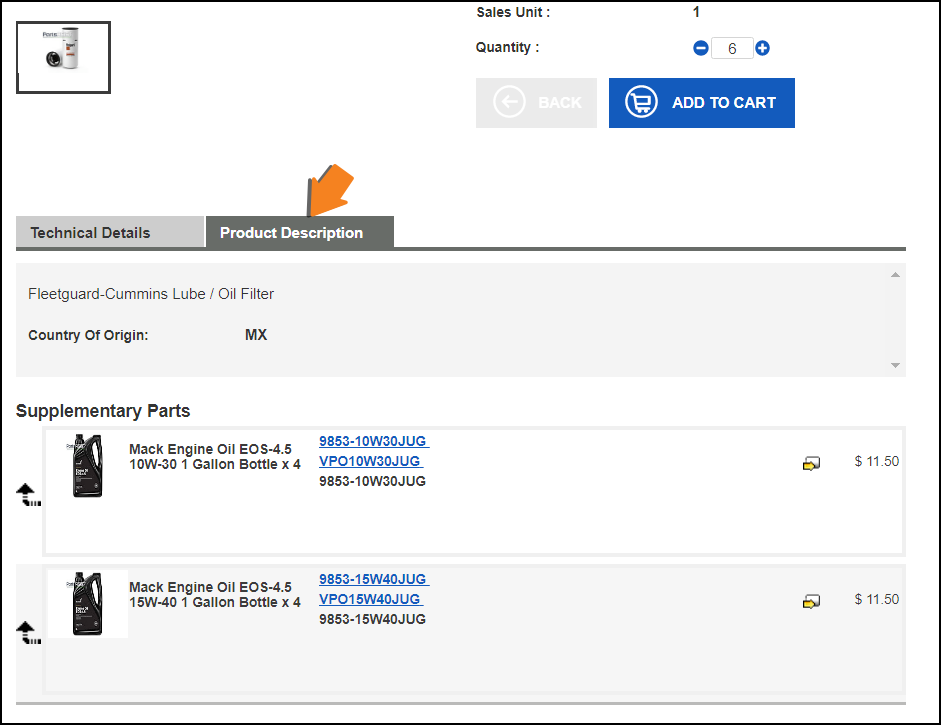 Sales Unit : 1
Quantity : 6
BACK
ADD TO CART
Technical Details
Product Description
Fleetguard-Cummins Lube / Oil Filter
Country Of Origin: MX
Supplementary Parts
Mack Engine Oil EOS-4.5
10W-30 1 Gallon Bottle x 4
9853-10W30JUG
VPO10W30JUG
9853-10W30JUG
$ 11.50
Mack Engine Oil EOS-4.5
15W-40 1 Gallon Bottle x 4
9853-15W40JUG
VPO15W40JUG
9853-15W40JUG
$ 11.50